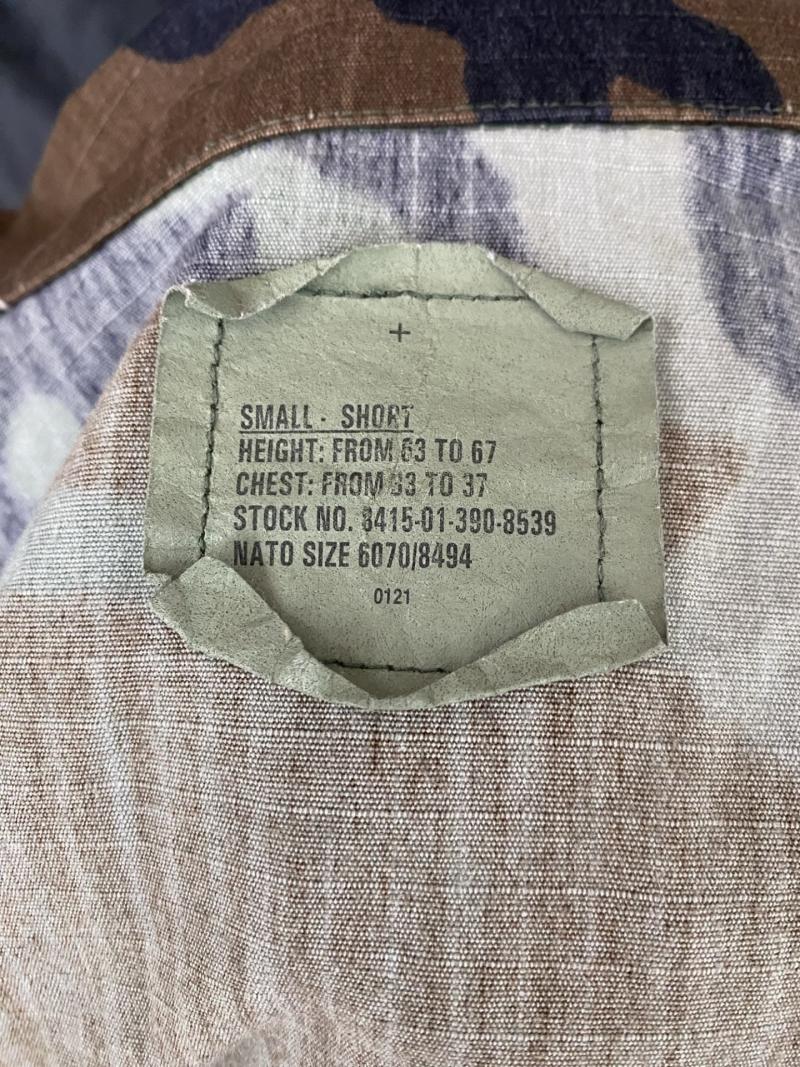 +
SMALL - SHORT
HEIGHT: FROM 63 TO 67
CHEST: FROM 33 TO 37
STOCK NO. 8415-01-390-8539
NATO SIZE 6070/8494
0121